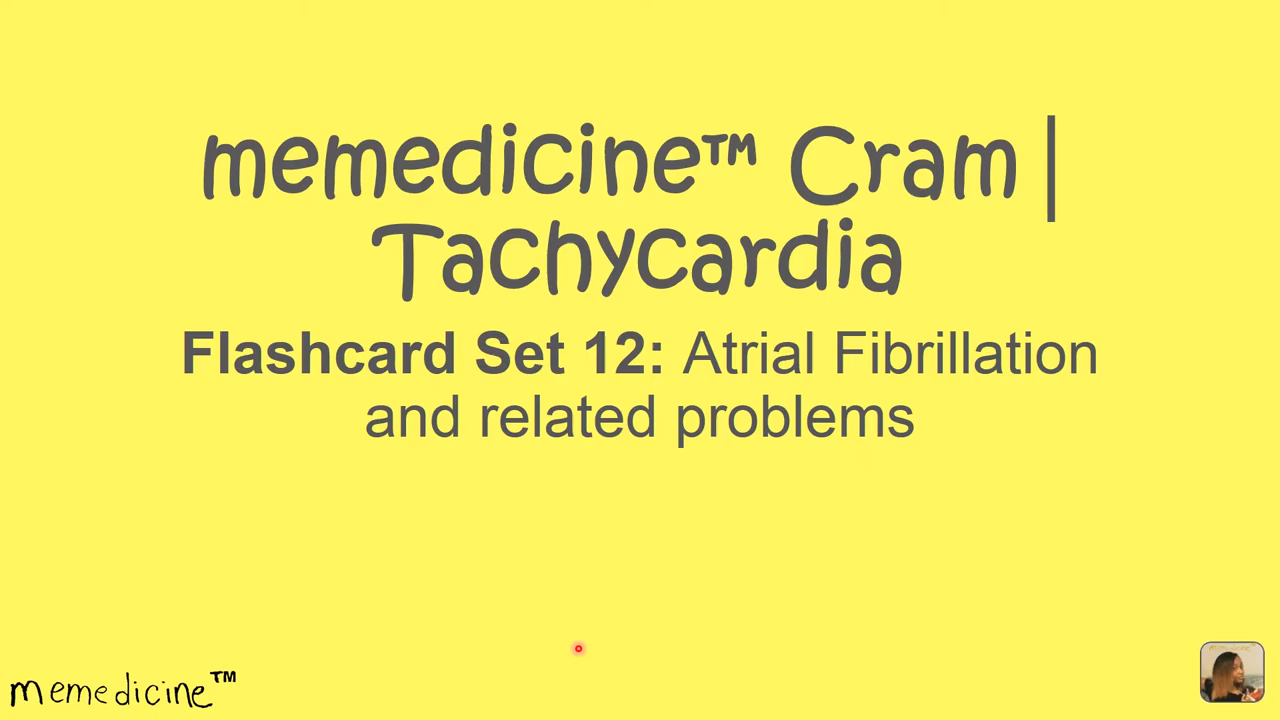 memedicine™ Cram |
Tachycardia
Flashcard Set 12: Atrial Fibrillation
and related problems
memedicine™